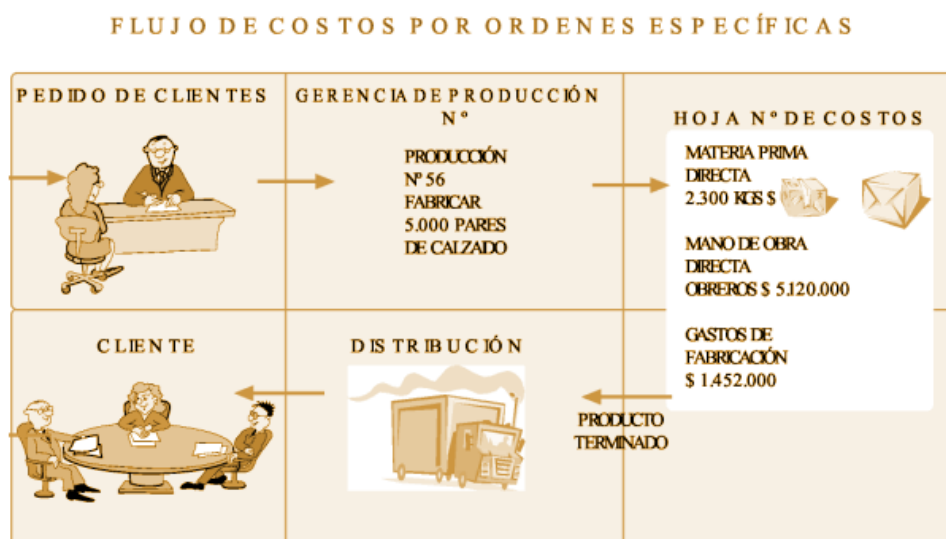 FLUJO DE COSTOS POR ORDENES ESPECÍFICAS
PEDIDO DE CLIENTES
GERENCIA DE PRODUCCIÓN
Nº
PRODUCCIÓN
Nº 56
FABRICAR
5.000 PARES
DE CALZADO
HOJA Nº DE COSTOS
MATERIA PRIMA
DIRECTA
2.300 KGS $
MANO DE OBRA
DIRECTA
OBREROS $ 5.120.000
GASTOS DE
FABRICACIÓN
$ 1.452.000
PRODUCTO
TERMINADO
DISTRIBUCIÓN
CLIENTE